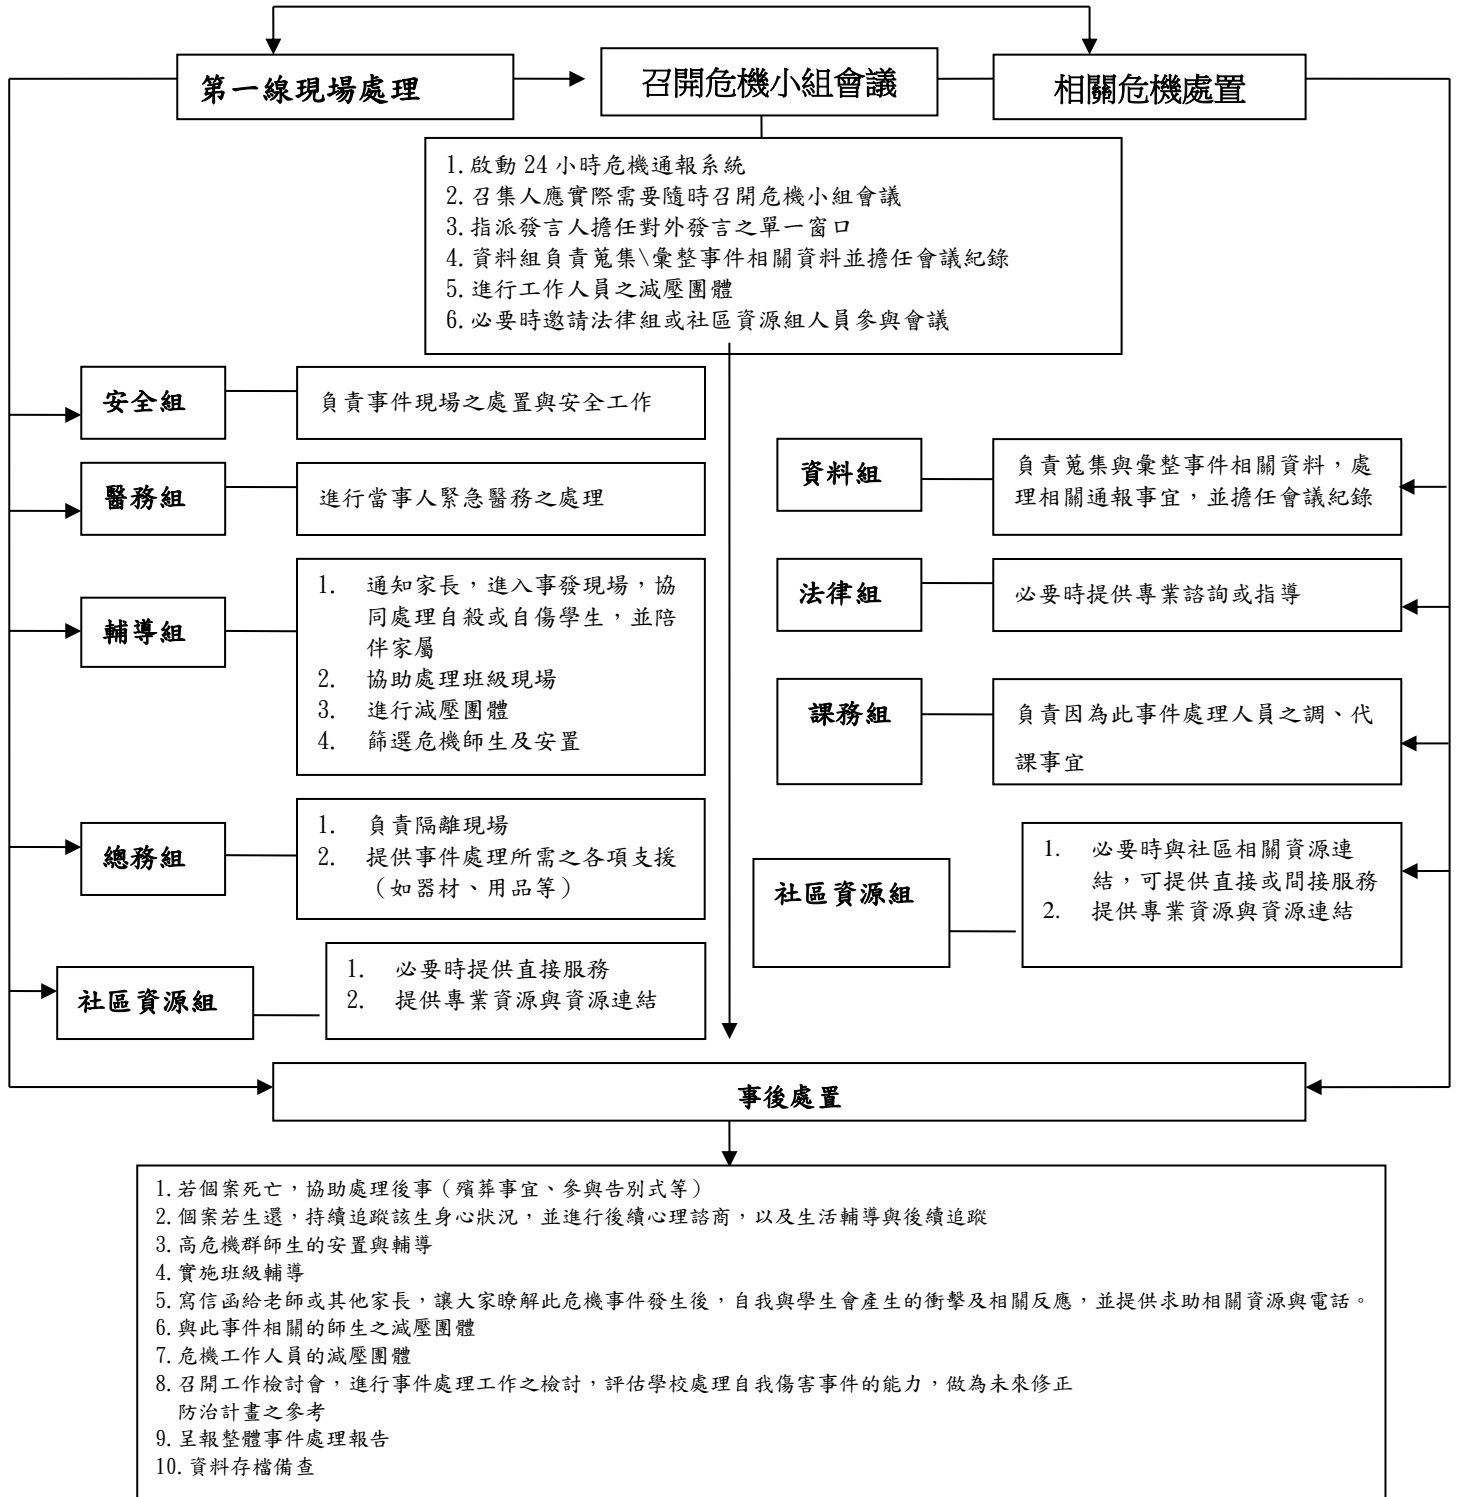 第一線現場處理
召開危機小組會議
相關危機處置
1.啟動 24 小時危機通報系統
2.召集人應實際需要隨時召開危機小組會議
3.指派發言人擔任對外發言之單一窗口
4.資料組負責蒐集\彙整事件相關資料並擔任會議紀錄
5.進行工作人員之減壓團體
6.必要時邀請法律組或社區資源組人員參與會議
安全組
負責事件現場之處置與安全工作
醫務組
進行當事人緊急醫務之處理
輔導組
1. 通知家長，進入事發現場，協
同處理自殺或自傷學生，並陪
伴家屬
2. 協助處理班級現場
3. 進行減壓團體
4. 篩選危機師生及安置
總務組
1. 負責隔離現場
2. 提供事件處理所需之各項支援
（如器材、用品等）
社區資源組
1. 必要時提供直接服務
2. 提供專業資源與資源連結
資料組
負責蒐集與彙整事件相關資料，處
理相關通報事宜，並擔任會議紀錄
法律組
必要時提供專業諮詢或指導
課務組
負責因為此事件處理人員之調、代
課事宜
社區資源組
1. 必要時與社區相關資源連
結，可提供直接或間接服務
2. 提供專業資源與資源連結
事後處置
1.若個案死亡，協助處理後事（殯葬事宜、參與告別式等）
2.個案若生還，持續追蹤該生身心狀況，並進行後續心理諮商，以及生活輔導與後續追蹤
3.高危機群師生的安置與輔導
4.實施班級輔導
5.寫信函給老師或其他家長，讓大家瞭解此危機事件發生後，自我與學生會產生的衝擊及相關反應，並提供求助相關資源與電話。
6.與此事件相關的師生之減壓團體
7.危機工作人員的減壓團體
8.召開工作檢討會，進行事件處理工作之檢討，評估學校處理自我傷害事件的能力，做為未來修正
防治計畫之參考
9.呈報整體事件處理報告
10.資料存檔備查